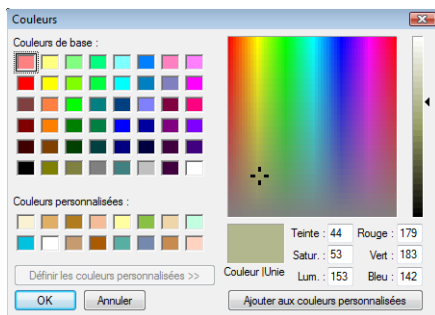 Couleurs
Couleurs de base :
Couleurs personnalisées :
Définir les couleurs personnalisées >>
OK
Annuler
Couleur |Unie
Teinte : 44
Rouge : 179
Satur. : 53
Vert : 183
Lum. : 153
Bleu : 142
Ajouter aux couleurs personnalisées